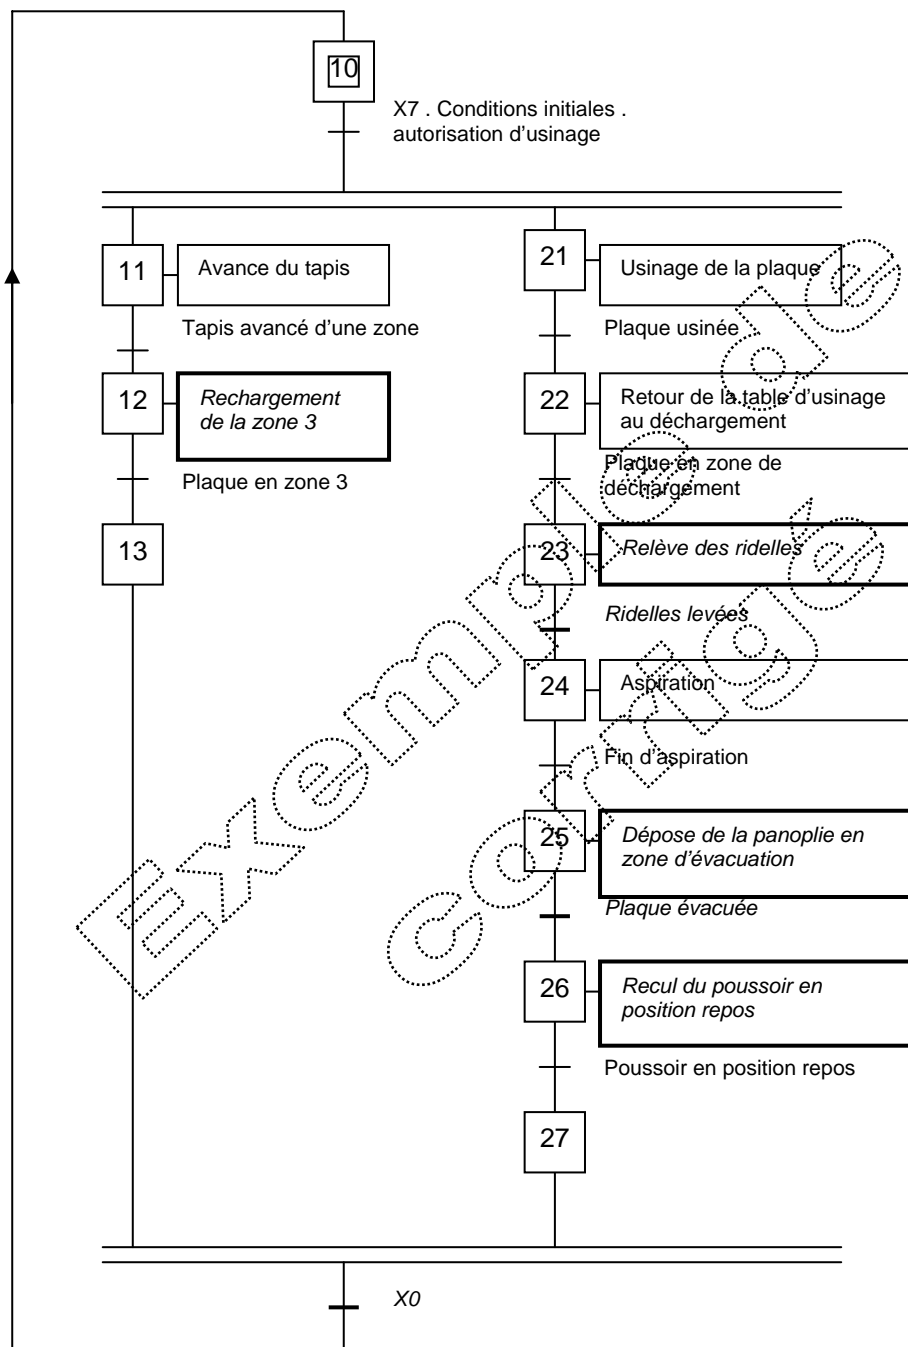 10
X7 . Conditions initiales .
autorisation d'usinage
11
Avance du tapis
Tapis avancé d'une zone
12
Rechargement
de la zone 3
Plaque en zone 3
13
21
Usinage de la plaque
Plaque usinée
22
Retour de la table d'usinage
au déchargement
Plaque en zone de
déchargement
23
Relève des ridelles
Ridelles levées
24
Aspiration
Fin d'aspiration
25
Dépose de la panoplie en
zone d'évacuation
Plaque évacuée
26
Recul du poussoir en
position repos
Poussoir en position repos
27
X0
Exemple de
corrigé